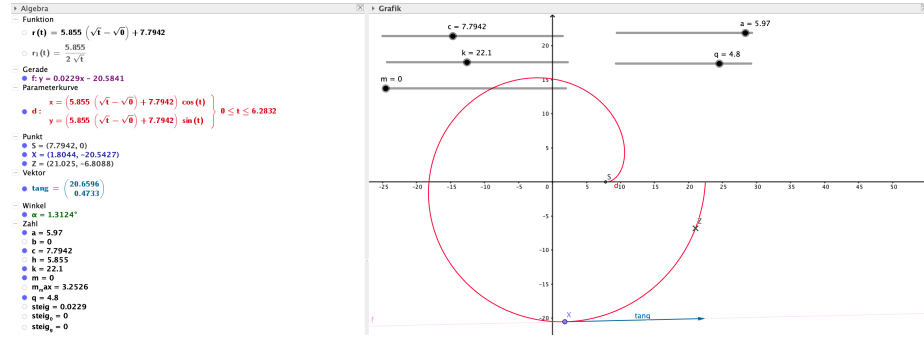 Algebra
Funktion
r(t) = 5.855 (√t − √0) + 7.7942
r₁(t) = 5.855 / (2 √t)
Gerade
f: y = 0.0229x − 20.5841
Parameterkurve
d: x = (5.855 (√t − √0) + 7.7942) cos(t)
y = (5.855 (√t − √0) + 7.7942) sin(t) } 0 ≤ t ≤ 6.2832
Punkt
S = (7.7942, 0)
X = (1.8044, −20.5427)
Z = (21.025, −6.8088)
Vektor
tang = (20.6596
0.4733)
Winkel
α = 1.3124°
Zahl
a = 5.97
b = 0
c = 7.7942
h = 5.855
k = 22.1
m = 0
mₘax = 3.2526
q = 4.8
steig = 0.0229
steig₀ = 0
Grafik
c = 7.7942
a = 5.97
k = 22.1
q = 4.8
m = 0
20
15
10
5
0
−5
−10
−15
−20
−25 −20 −15 −10 −5 0 5 10 15 20 25 30 35 40 45 50
S
d
Z
X
tang
f